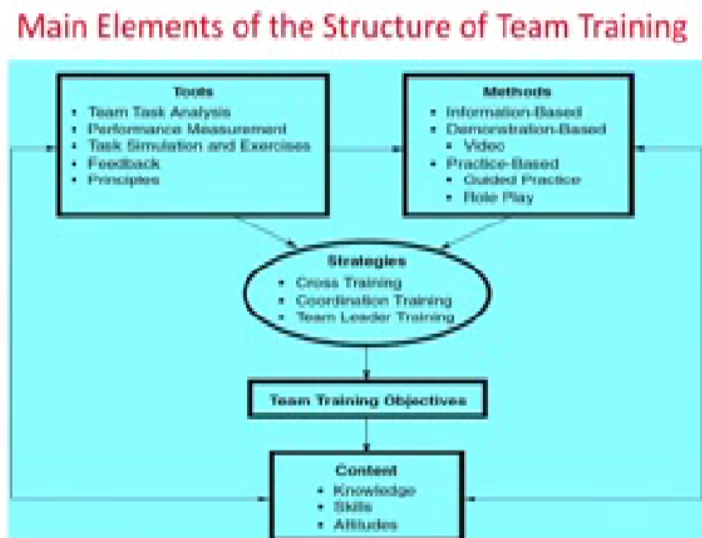 Main Elements of the Structure of Team Training
Tools
• Team Task Analysis
• Performance Measurement
• Task Simulation and Exercises
• Feedback
• Principles
Methods
• Information-Based
• Demonstration-Based
• Video
• Practice-Based
• Guided Practice
• Role Play
Strategies
• Cross Training
• Coordination Training
• Team Leader Training
Team Training Objectives
Content
• Knowledge
• Skills
• Attitudes